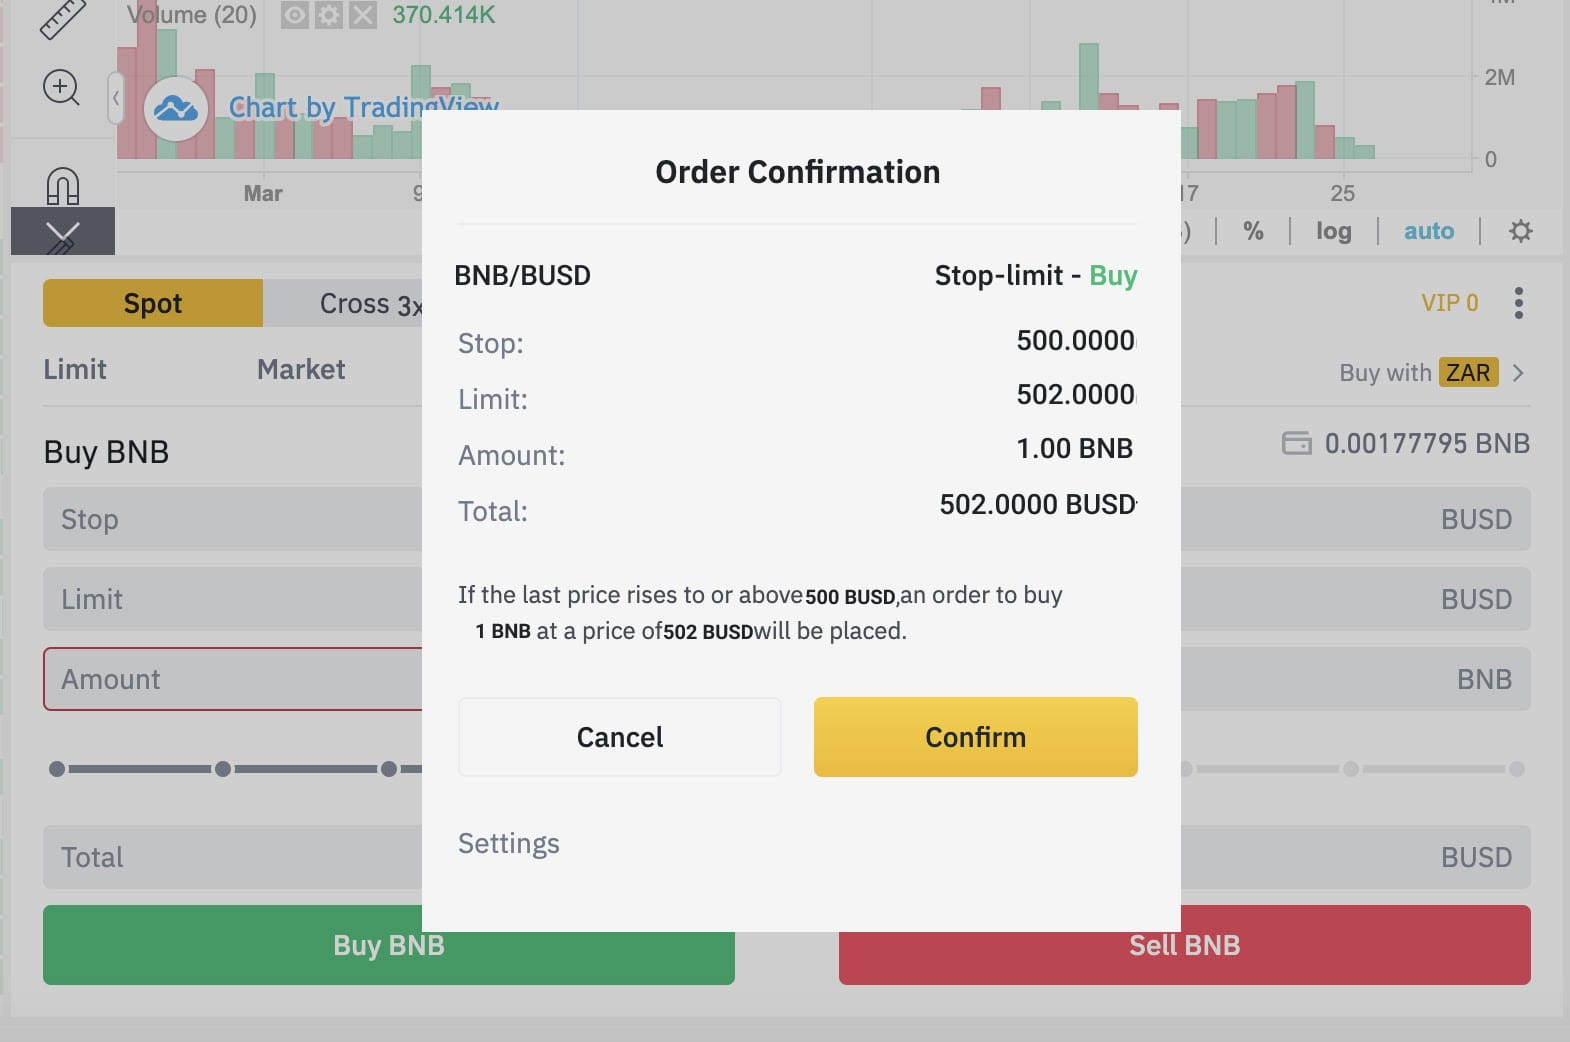 Volume (20) 370.414K
2M
Chart by TradingView
0
Mar
17 25
% log auto
Order Confirmation
BNB/BUSD Stop-limit - Buy
Stop: 500.0000
Limit: 502.0000
Amount: 1.00 BNB
Total: 502.0000 BUSD
If the last price rises to or above 500 BUSD,an order to buy
1 BNB at a price of 502 BUSD will be placed.
Cancel Confirm
Settings
Spot Cross 3x
VIP 0
Limit Market
Buy with ZAR
Buy BNB
0.00177795 BNB
Stop BUSD
Limit BUSD
Amount BNB
Total BUSD
Buy BNB Sell BNB